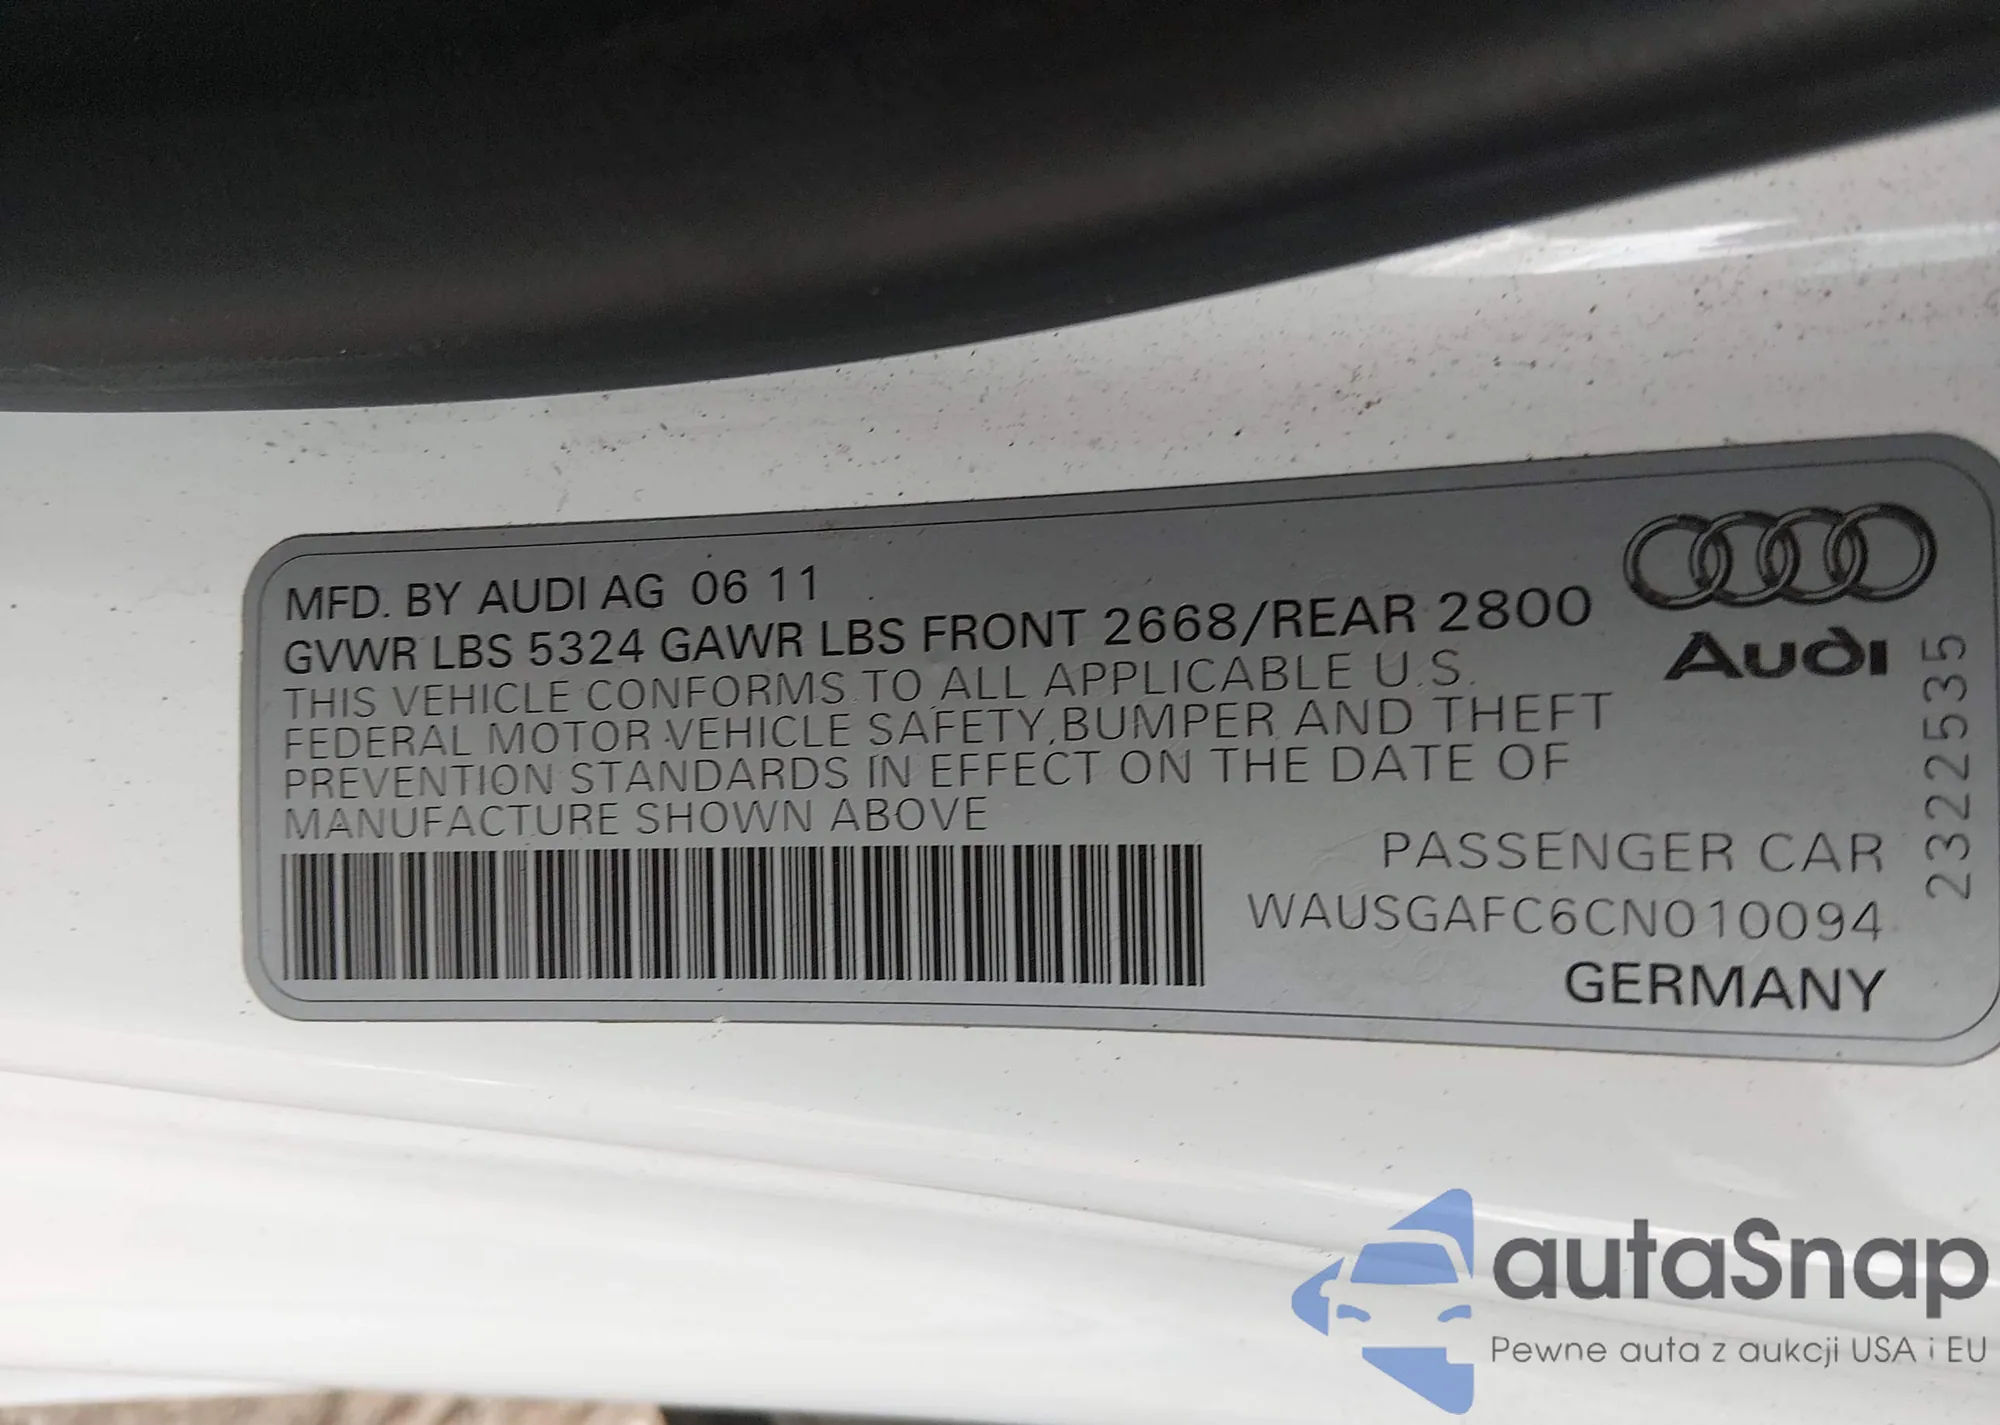 MFD. BY AUDI AG 06 11
GVWR LBS 5324 GAWR LBS FRONT 2668/REAR 2800
THIS VEHICLE CONFORMS TO ALL APPLICABLE U.S.
FEDERAL MOTOR VEHICLE SAFETY, BUMPER AND THEFT
PREVENTION STANDARDS IN EFFECT ON THE DATE OF
MANUFACTURE SHOWN ABOVE
Audi
2322535
PASSENGER CAR
WAUSGAFC6CN010094
GERMANY
autaSnap
Pewne auta z aukcji USA i EU